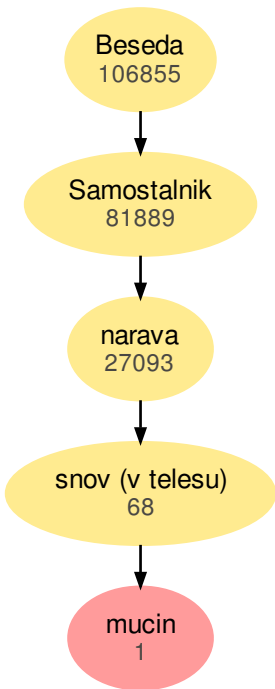 Beseda
106855
Samostalnik
81889
narava
27093
snov (v telesu)
68
mucin
1